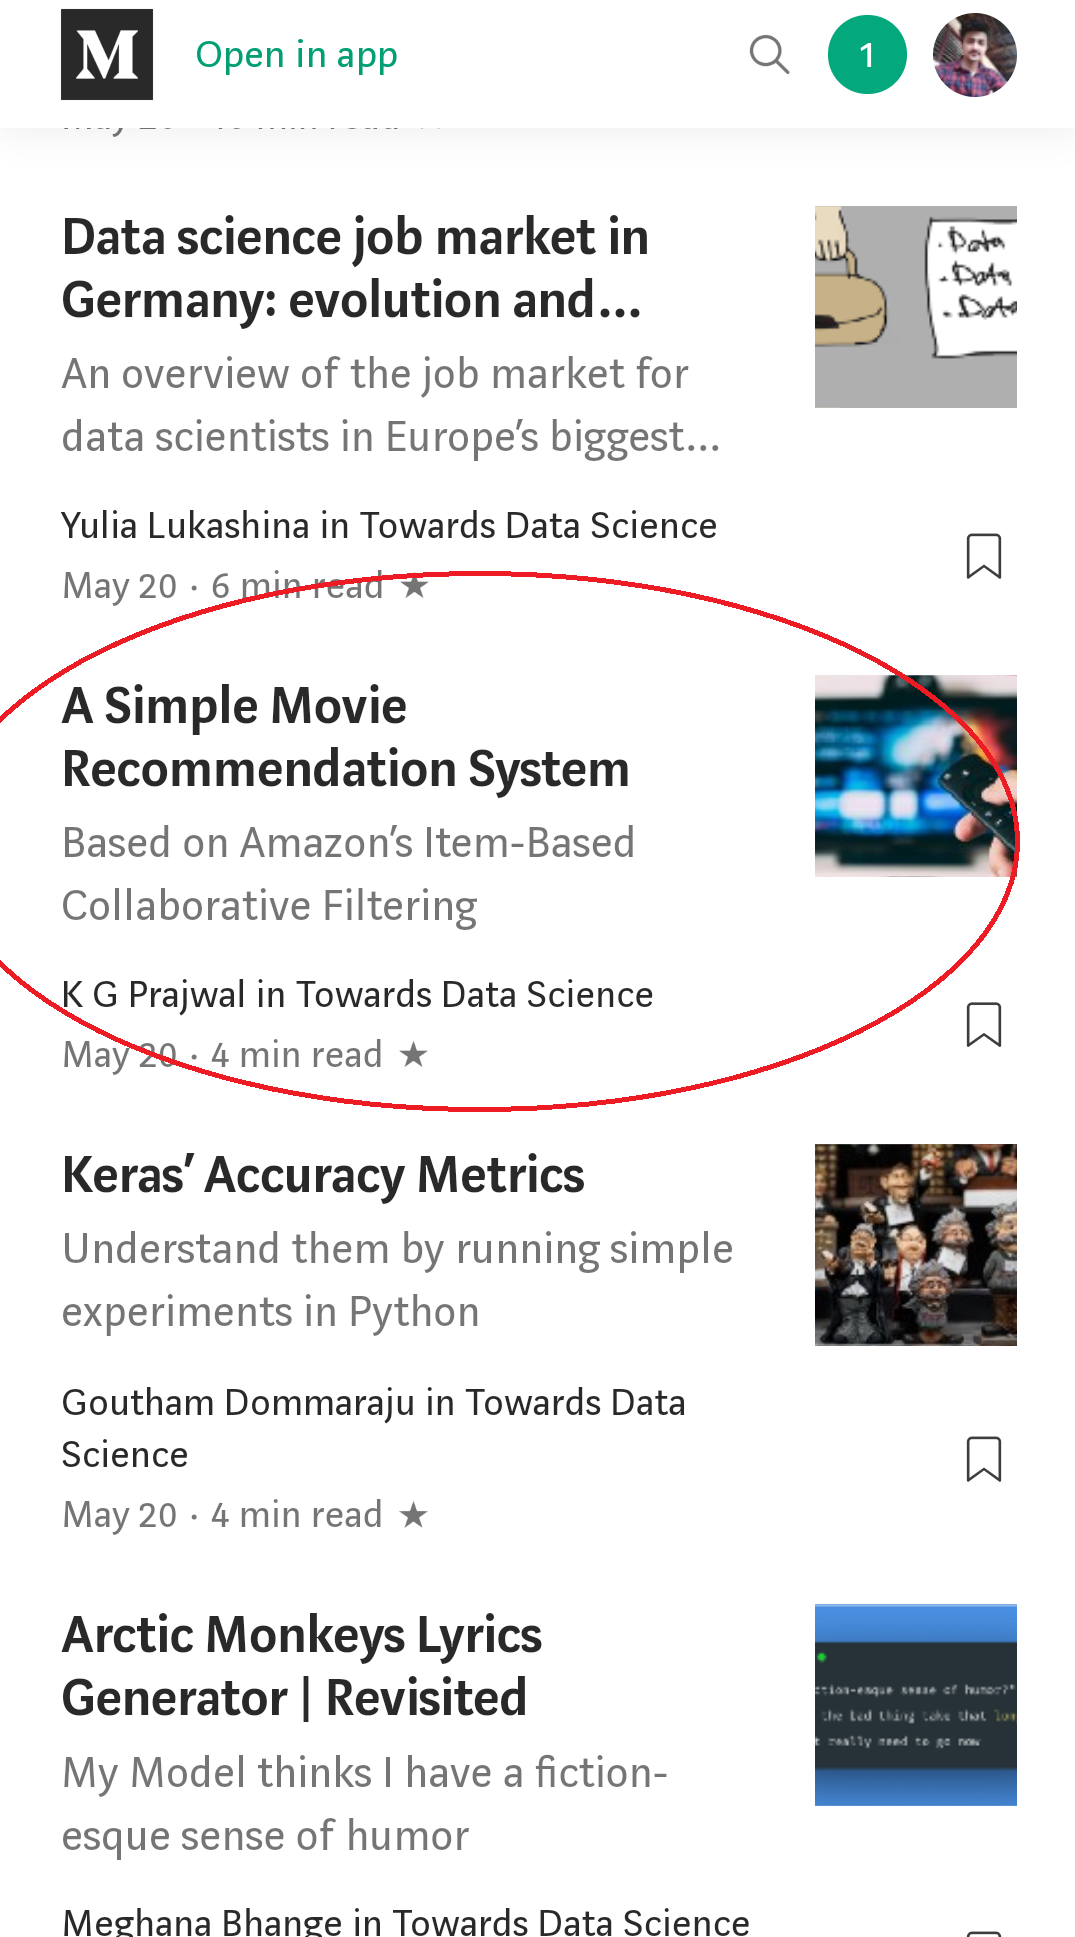 M Open in app 1
Data science job market in
Germany: evolution and...
An overview of the job market for
data scientists in Europe's biggest...
· Data
· Data
· Data
Yulia Lukashina in Towards Data Science
May 20 · 6 min read ★
A Simple Movie
Recommendation System
Based on Amazon's Item-Based
Collaborative Filtering
K G Prajwal in Towards Data Science
May 20 · 4 min read ★
Keras' Accuracy Metrics
Understand them by running simple
experiments in Python
Goutham Dommaraju in Towards Data
Science
May 20 · 4 min read ★
Arctic Monkeys Lyrics
Generator | Revisited
My Model thinks I have a fiction-
esque sense of humor
ction-esque sense of humor?"
the bad thing take that
t really need to go now
Meghana Bhange in Towards Data Science